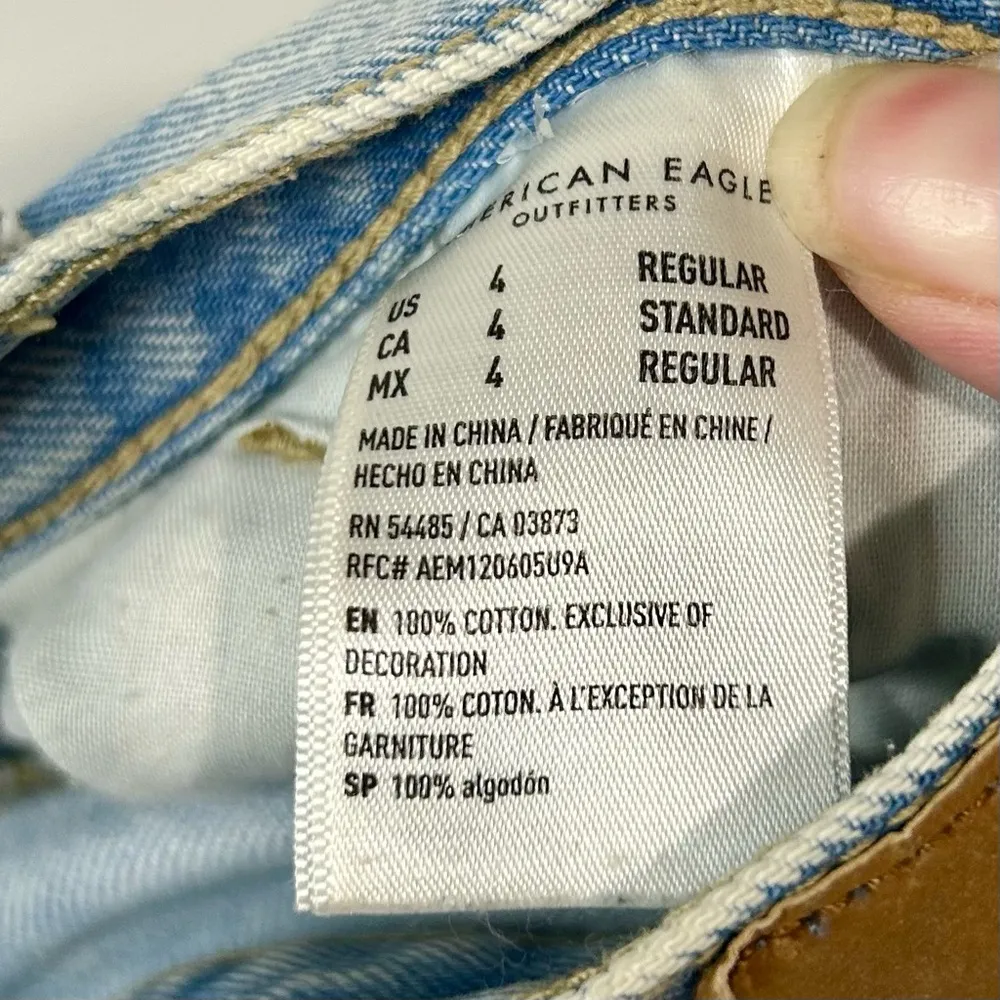 AMERICAN EAGLE
OUTFITTERS
US 4 REGULAR
CA 4 STANDARD
MX 4 REGULAR
MADE IN CHINA / FABRIQUÉ EN CHINE /
HECHO EN CHINA
RN 54485 / CA 03873
RFC# AEM120605U9A
EN 100% COTTON. EXCLUSIVE OF
DECORATION
FR 100% COTON. À L'EXCEPTION DE LA
GARNITURE
SP 100% algodón